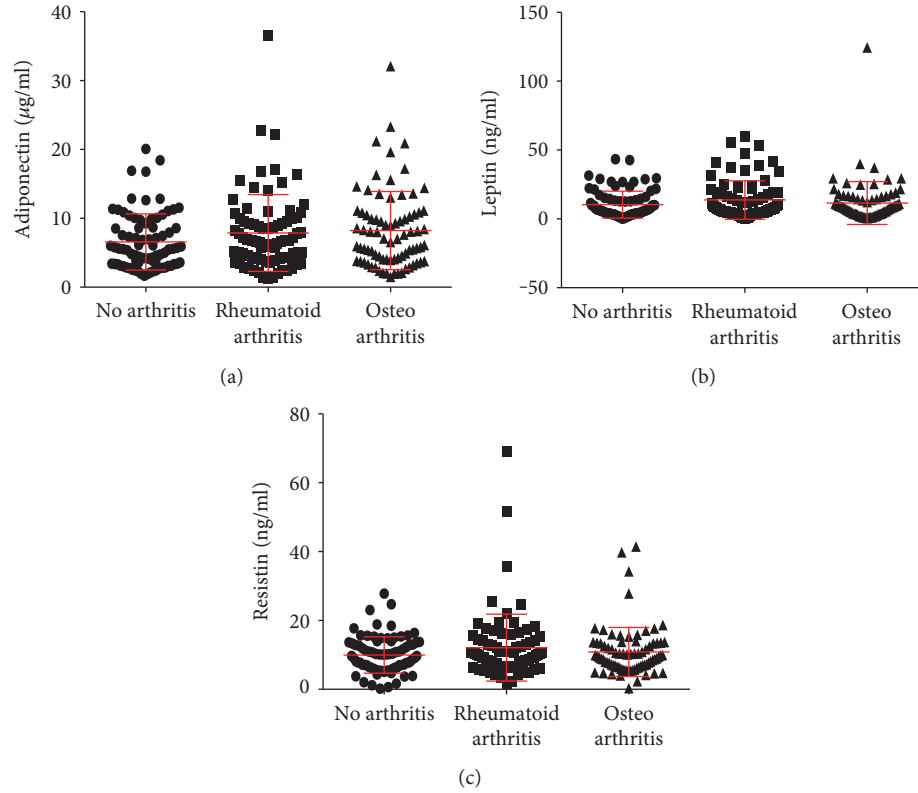 Adiponectin (μg/ml)
40
30
20
10
0
No arthritis
Rheumatoid
arthritis
Osteo
arthritis
(a)
Leptin (ng/ml)
150
100
50
0
−50
No arthritis
Rheumatoid
arthritis
Osteo
arthritis
(b)
Resistin (ng/ml)
80
60
40
20
0
No arthritis
Rheumatoid
arthritis
Osteo
arthritis
(c)